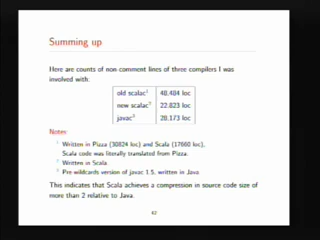 Summing up
Here are counts of non-comment lines of three compilers I was
involved with:
old scalac¹ 48,484 loc
new scalac² 22,823 loc
javac³ 28,173 loc
Notes:
¹ Written in Pizza (30824 loc) and Scala (17660 loc),
Scala code was literally translated from Pizza.
² Written in Scala
³ Pre wildcards version of javac 1.5, written in Java
This indicates that Scala achieves a compression in source code size of
more than 2 relative to Java.
42